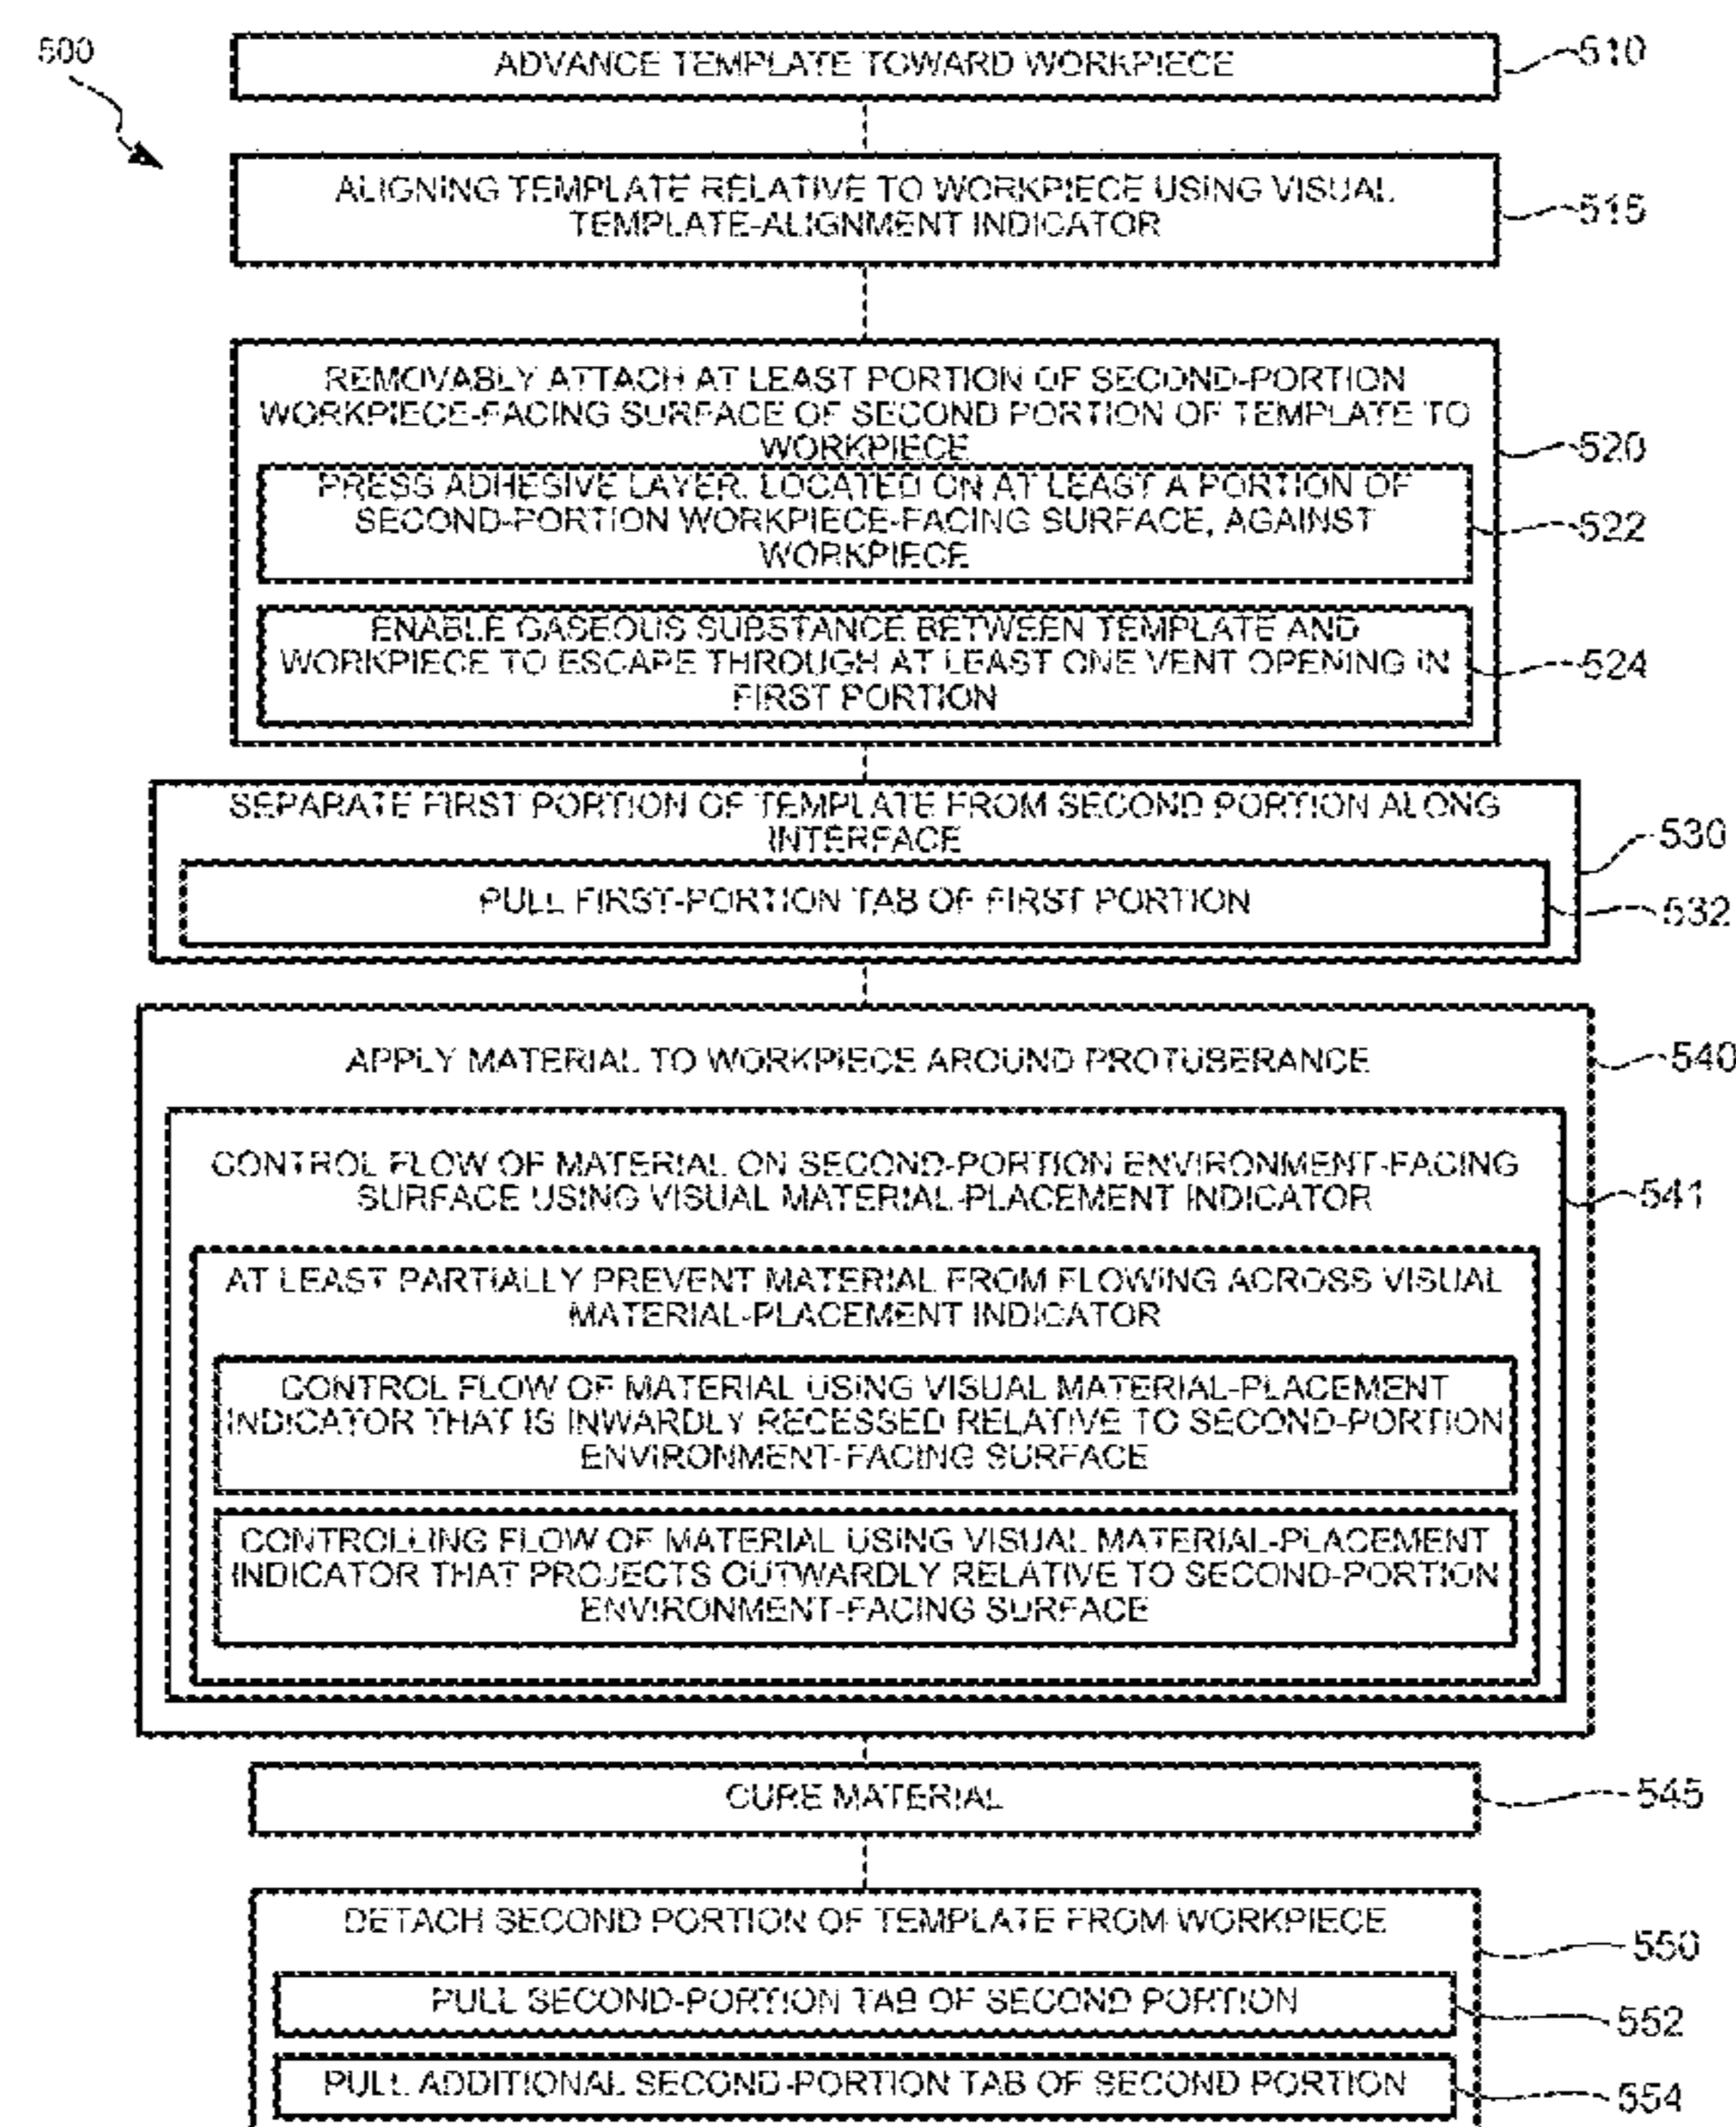 500
ADVANCE TEMPLATE TOWARD WORKPIECE
510
ALIGNING TEMPLATE RELATIVE TO WORKPIECE USING VISUAL
TEMPLATE-ALIGNMENT INDICATOR
515
REMOVABLY ATTACH AT LEAST PORTION OF SECOND-PORTION
WORKPIECE-FACING SURFACE OF SECOND PORTION OF TEMPLATE TO
WORKPIECE
520
PRESS ADHESIVE LAYER, LOCATED ON AT LEAST A PORTION OF
SECOND-PORTION WORKPIECE-FACING SURFACE, AGAINST
WORKPIECE
522
ENABLE GASEOUS SUBSTANCE BETWEEN TEMPLATE AND
WORKPIECE TO ESCAPE THROUGH AT LEAST ONE VENT OPENING IN
FIRST PORTION
524
SEPARATE FIRST PORTION OF TEMPLATE FROM SECOND PORTION ALONG
INTERFACE
530
PULL FIRST-PORTION TAB OF FIRST PORTION
532
APPLY MATERIAL TO WORKPIECE AROUND PROTUBERANCE
540
CONTROL FLOW OF MATERIAL ON SECOND-PORTION ENVIRONMENT-FACING
SURFACE USING VISUAL MATERIAL-PLACEMENT INDICATOR
541
AT LEAST PARTIALLY PREVENT MATERIAL FROM FLOWING ACROSS VISUAL
MATERIAL-PLACEMENT INDICATOR
CONTROL FLOW OF MATERIAL USING VISUAL MATERIAL-PLACEMENT
INDICATOR THAT IS INWARDLY RECESSED RELATIVE TO SECOND-PORTION
ENVIRONMENT-FACING SURFACE
CONTROLLING FLOW OF MATERIAL USING VISUAL MATERIAL-PLACEMENT
INDICATOR THAT PROJECTS OUTWARDLY RELATIVE TO SECOND-PORTION
ENVIRONMENT-FACING SURFACE
CURE MATERIAL
545
DETACH SECOND PORTION OF TEMPLATE FROM WORKPIECE
550
PULL SECOND-PORTION TAB OF SECOND PORTION
552
PULL ADDITIONAL SECOND-PORTION TAB OF SECOND PORTION
554